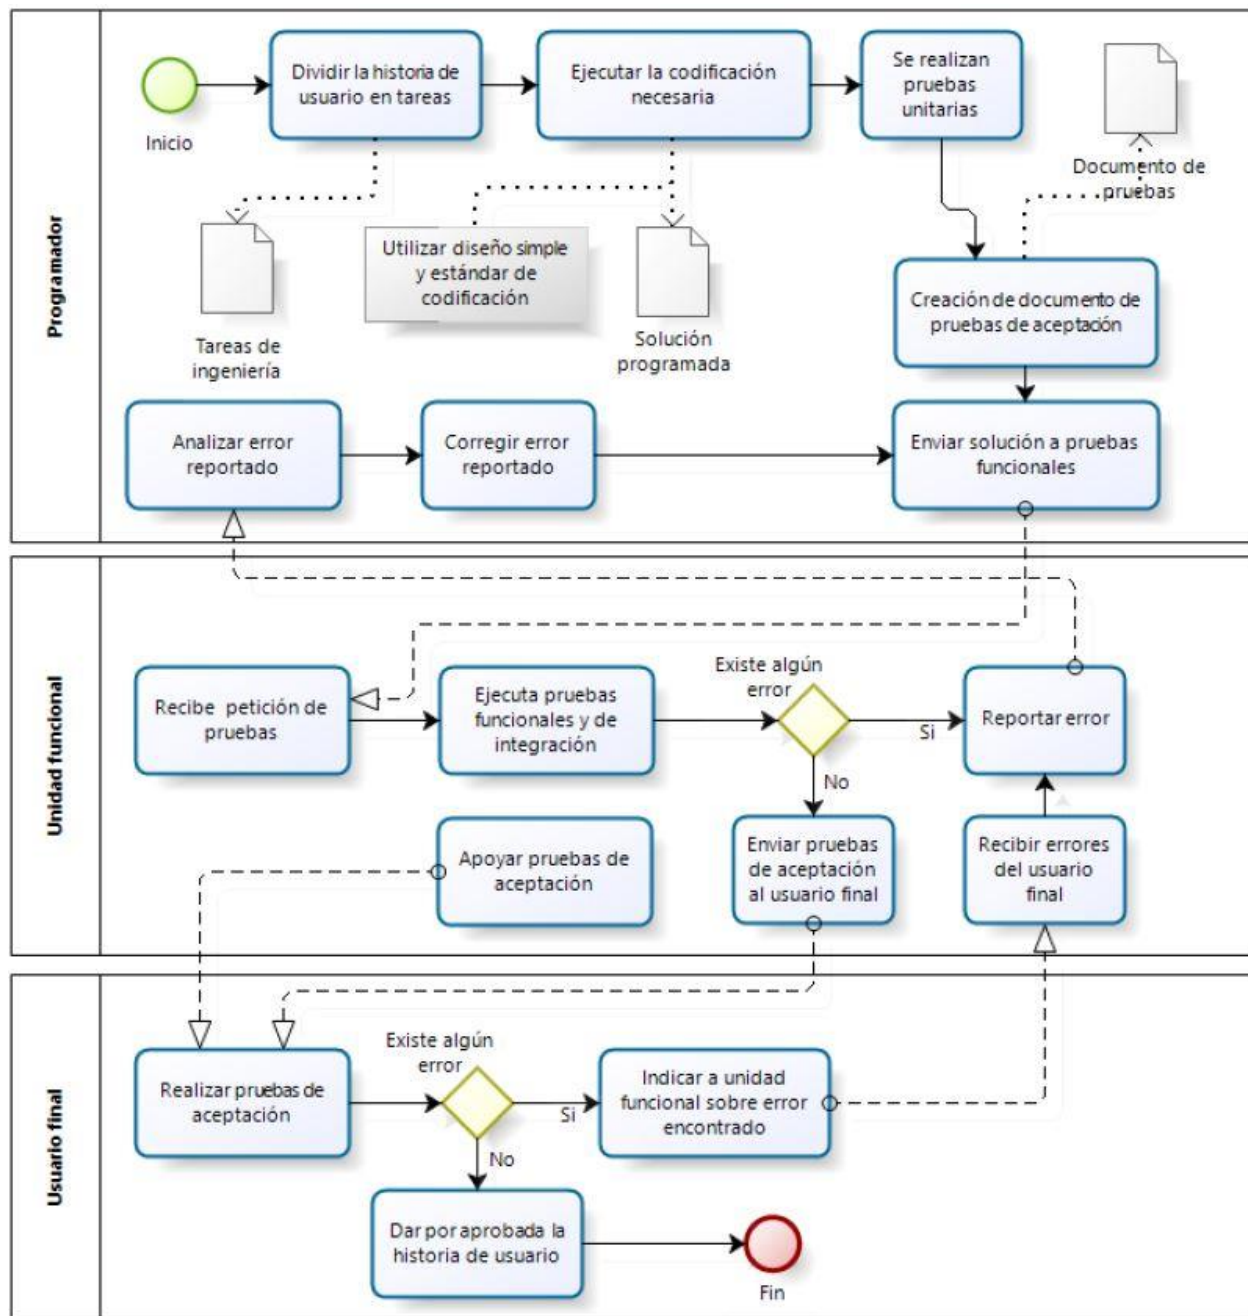 Programador
Inicio
Dividir la historia de
usuario en tareas
Ejecutar la codificación
necesaria
Se realizan
pruebas
unitarias
Documento de
pruebas
Tareas de
ingeniería
Utilizar diseño simple
y estándar de
codificación
Solución
programada
Creación de documento de
pruebas de aceptación
Analizar error
reportado
Corregir error
reportado
Enviar solución a pruebas
funcionales
Unidad funcional
Recibe petición de
pruebas
Ejecuta pruebas
funcionales y de
integración
Existe algún
error
Si
No
Reportar error
Apoyar pruebas de
aceptación
Enviar pruebas
de aceptación
al usuario final
Recibir errores
del usuario
final
Usuario final
Realizar pruebas de
aceptación
Existe algún
error
Si
No
Indicar a unidad
funcional sobre error
encontrado
Dar por aprobada la
historia de usuario
Fin